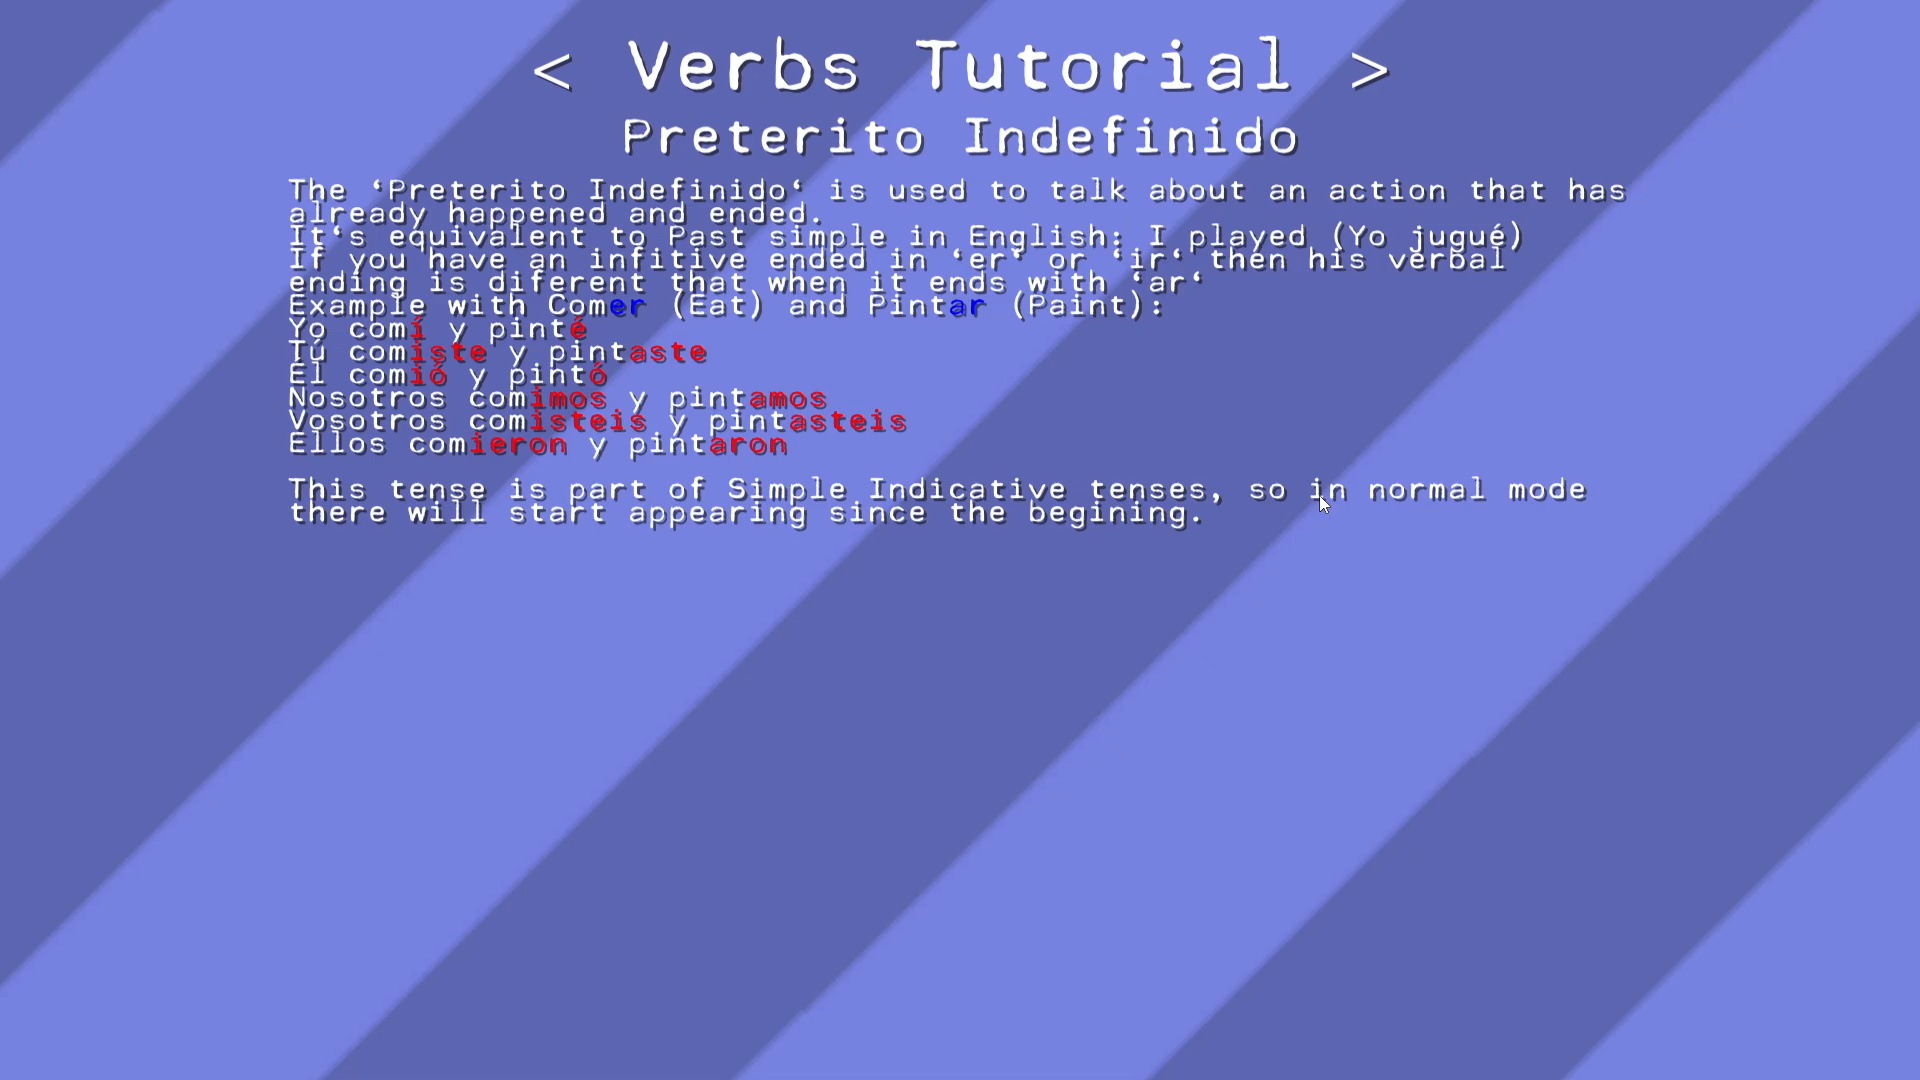 < Verbs Tutorial >
Preterito Indefinido
The ‘Preterito Indefinido‘ is used to talk about an action that has
already happened and ended.
It‘s equivalent to Past simple in English: I played (Yo jugué)
If you have an infitive ended in ‘er‘ or ‘ir‘ then his verbal
ending is diferent that when it ends with ‘ar‘
Example with Comer (Eat) and Pintar (Paint):
Yo comí y pinté
Tú comiste y pintaste
Él comió y pintó
Nosotros comimos y pintamos
Vosotros comisteis y pintasteis
Ellos comieron y pintaron
This tense is part of Simple Indicative tenses, so in normal mode
there will start appearing since the begining.